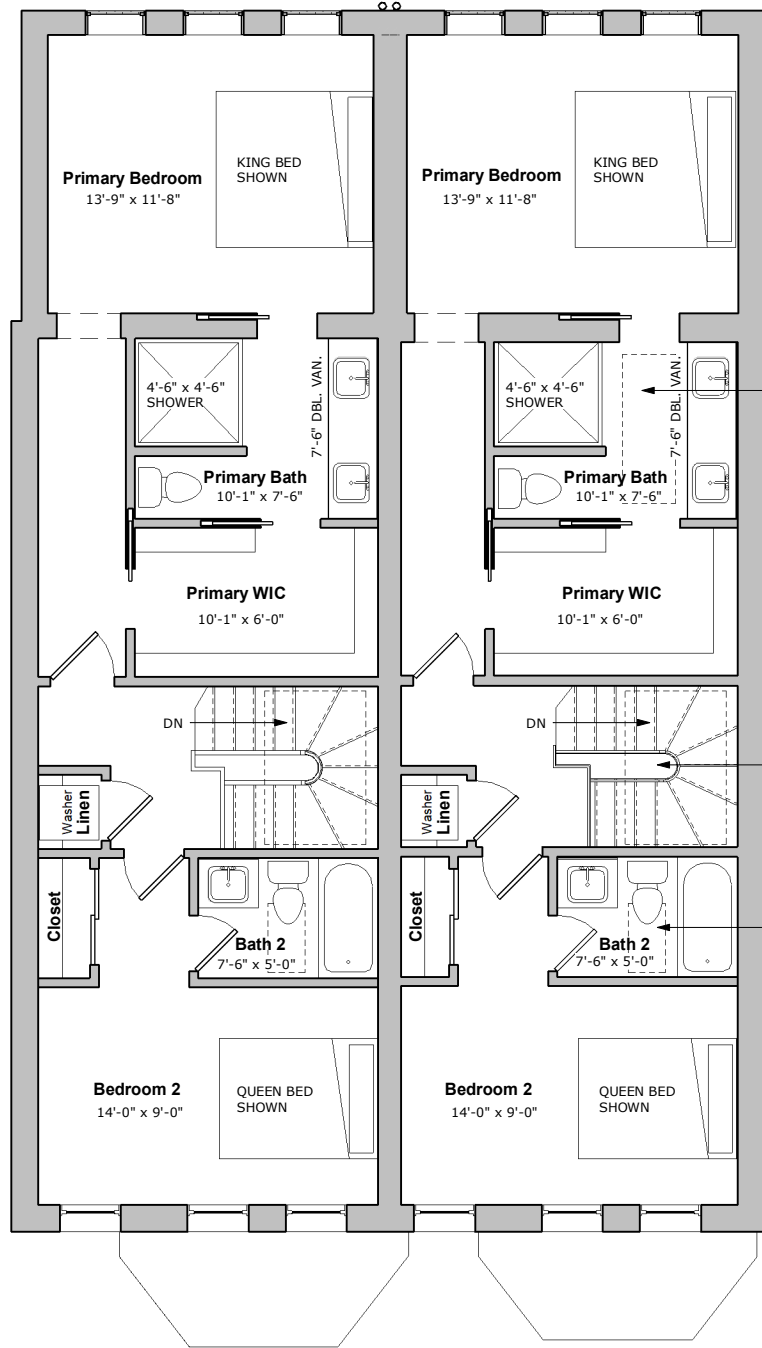 Primary Bedroom
13'-9" x 11'-8"
KING BED
SHOWN
4'-6" x 4'-6"
SHOWER
7'-6" DBL. VAN.
Primary Bath
10'-1" x 7'-6"
Primary WIC
10'-1" x 6'-0"
DN
Washer
Linen
Closet
Bath 2
7'-6" x 5'-0"
Bedroom 2
14'-0" x 9'-0"
QUEEN BED
SHOWN
Primary Bedroom
13'-9" x 11'-8"
KING BED
SHOWN
4'-6" x 4'-6"
SHOWER
7'-6" DBL. VAN.
Primary Bath
10'-1" x 7'-6"
Primary WIC
10'-1" x 6'-0"
DN
Washer
Linen
Closet
Bath 2
7'-6" x 5'-0"
Bedroom 2
14'-0" x 9'-0"
QUEEN BED
SHOWN